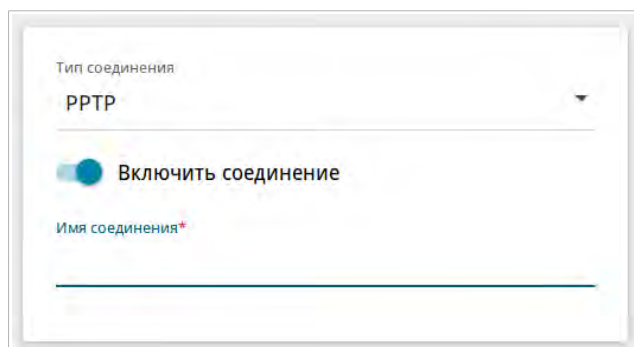 Тип соединения
PPTP
Включить соединение
Имя соединения*